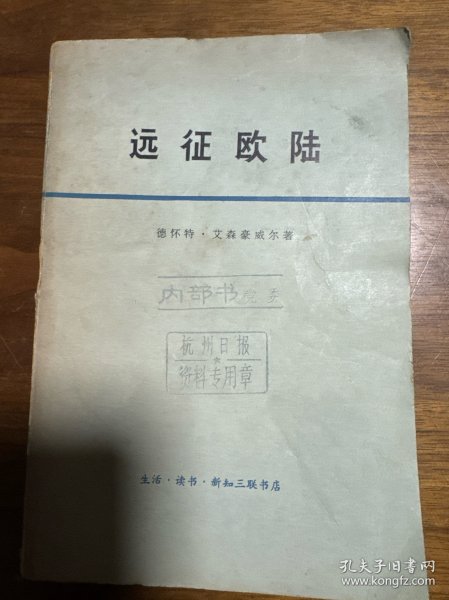 远征欧陆
德怀特·艾森豪威尔著
内部书
杭州日报
资料专用章
生活·读书·新知三联书店
孔夫子旧书网
www.kongfz.com